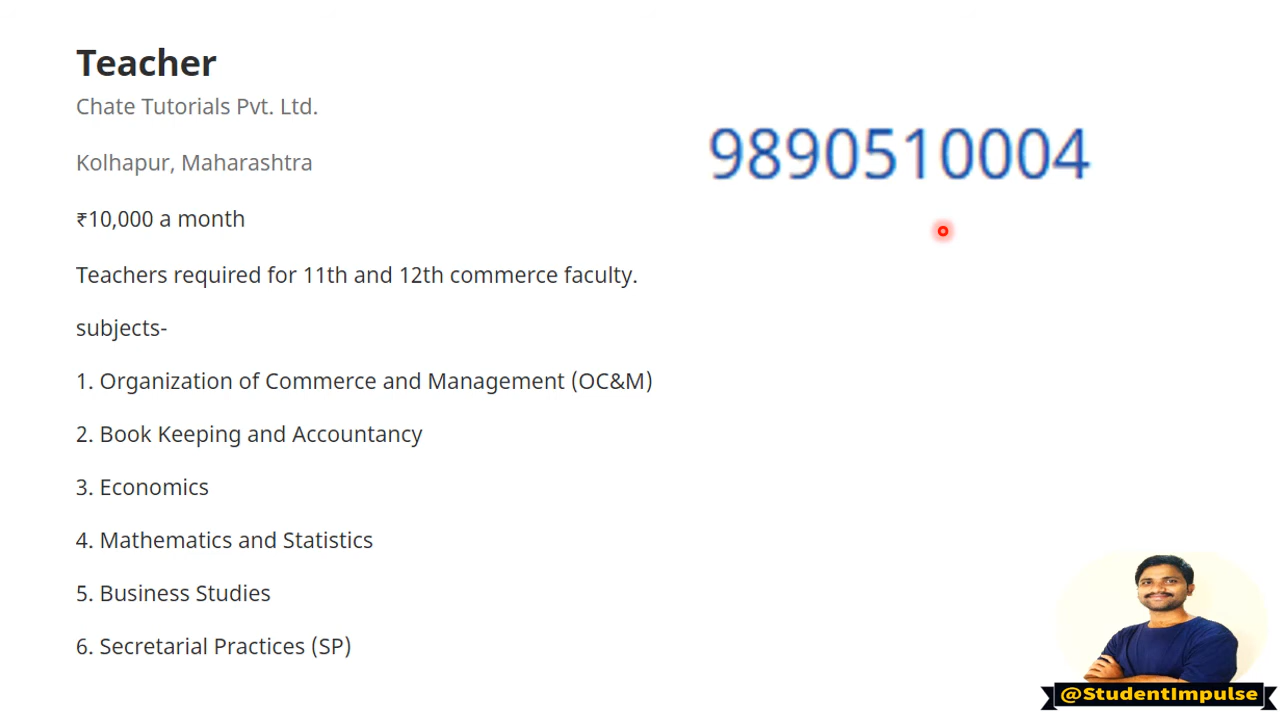 Teacher
Chate Tutorials Pvt. Ltd.
Kolhapur, Maharashtra
₹10,000 a month
Teachers required for 11th and 12th commerce faculty.
subjects-
1. Organization of Commerce and Management (OC&M)
2. Book Keeping and Accountancy
3. Economics
4. Mathematics and Statistics
5. Business Studies
6. Secretarial Practices (SP)
9890510004
@StudentImpulse